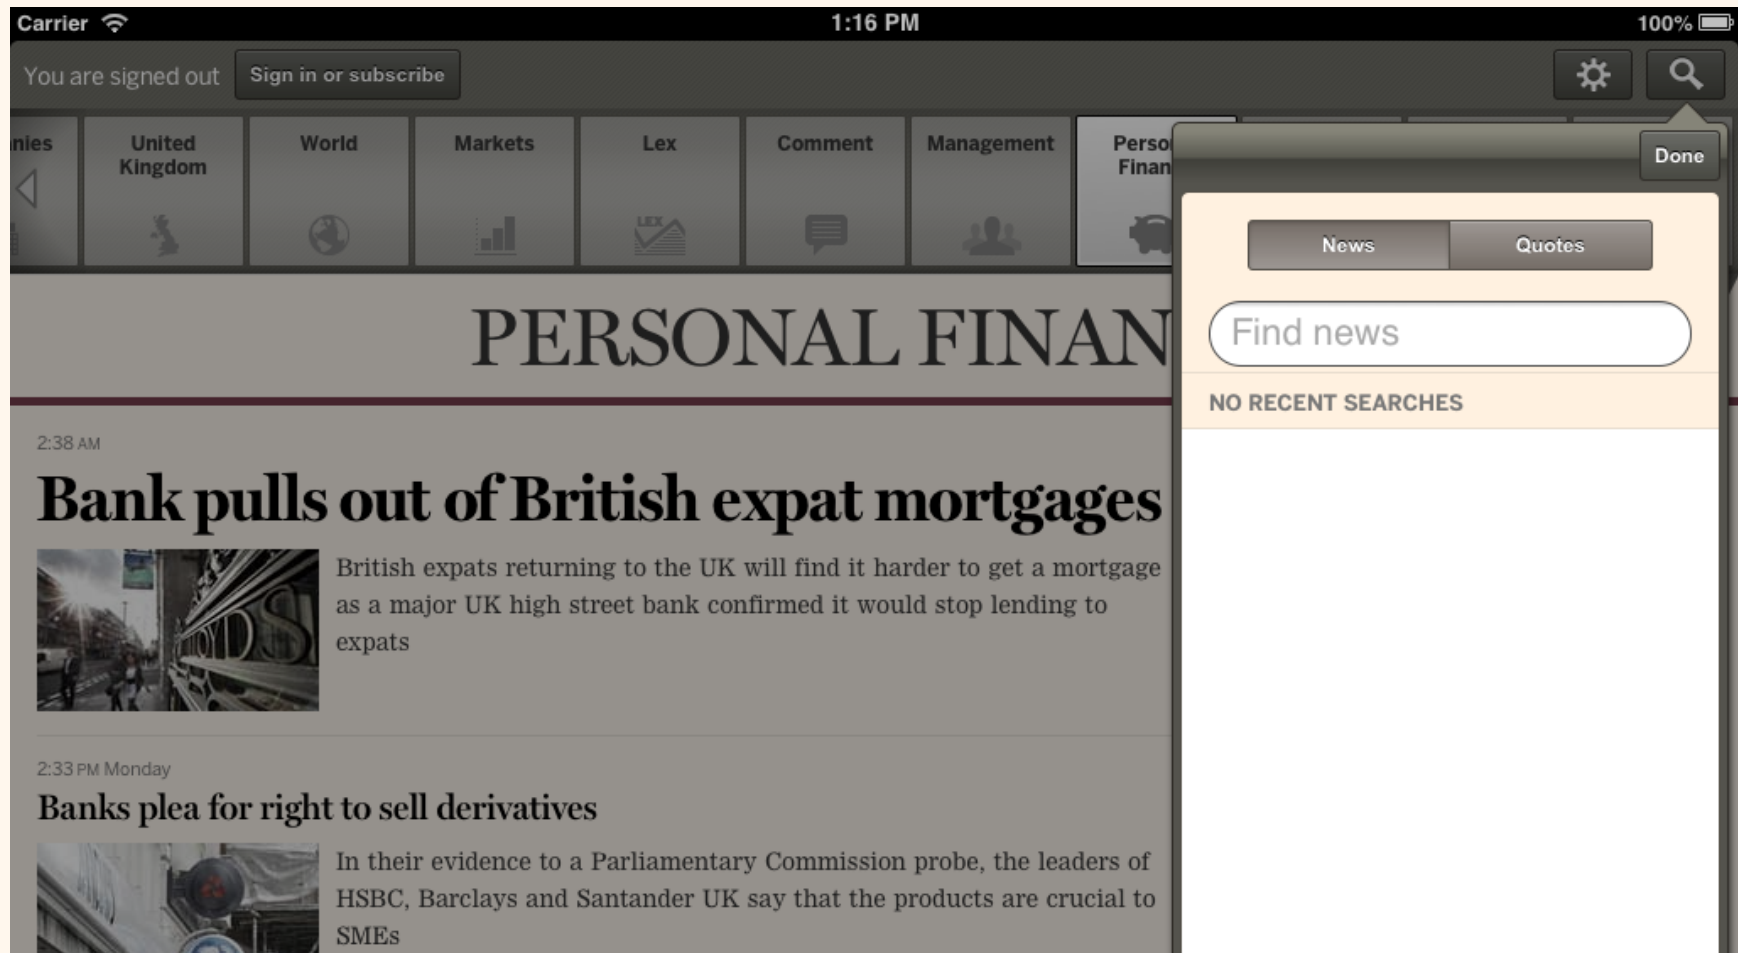 Carrier
1:16 PM
100%
You are signed out
Sign in or subscribe
nies
United
Kingdom
World
Markets
Lex
LEX
Comment
Management
Perso
Finan
Done
News
Quotes
Find news
NO RECENT SEARCHES
PERSONAL FINAN
2:38 AM
Bank pulls out of British expat mortgages
British expats returning to the UK will find it harder to get a mortgage
as a major UK high street bank confirmed it would stop lending to
expats
2:33 PM Monday
Banks plea for right to sell derivatives
In their evidence to a Parliamentary Commission probe, the leaders of
HSBC, Barclays and Santander UK say that the products are crucial to
SMEs